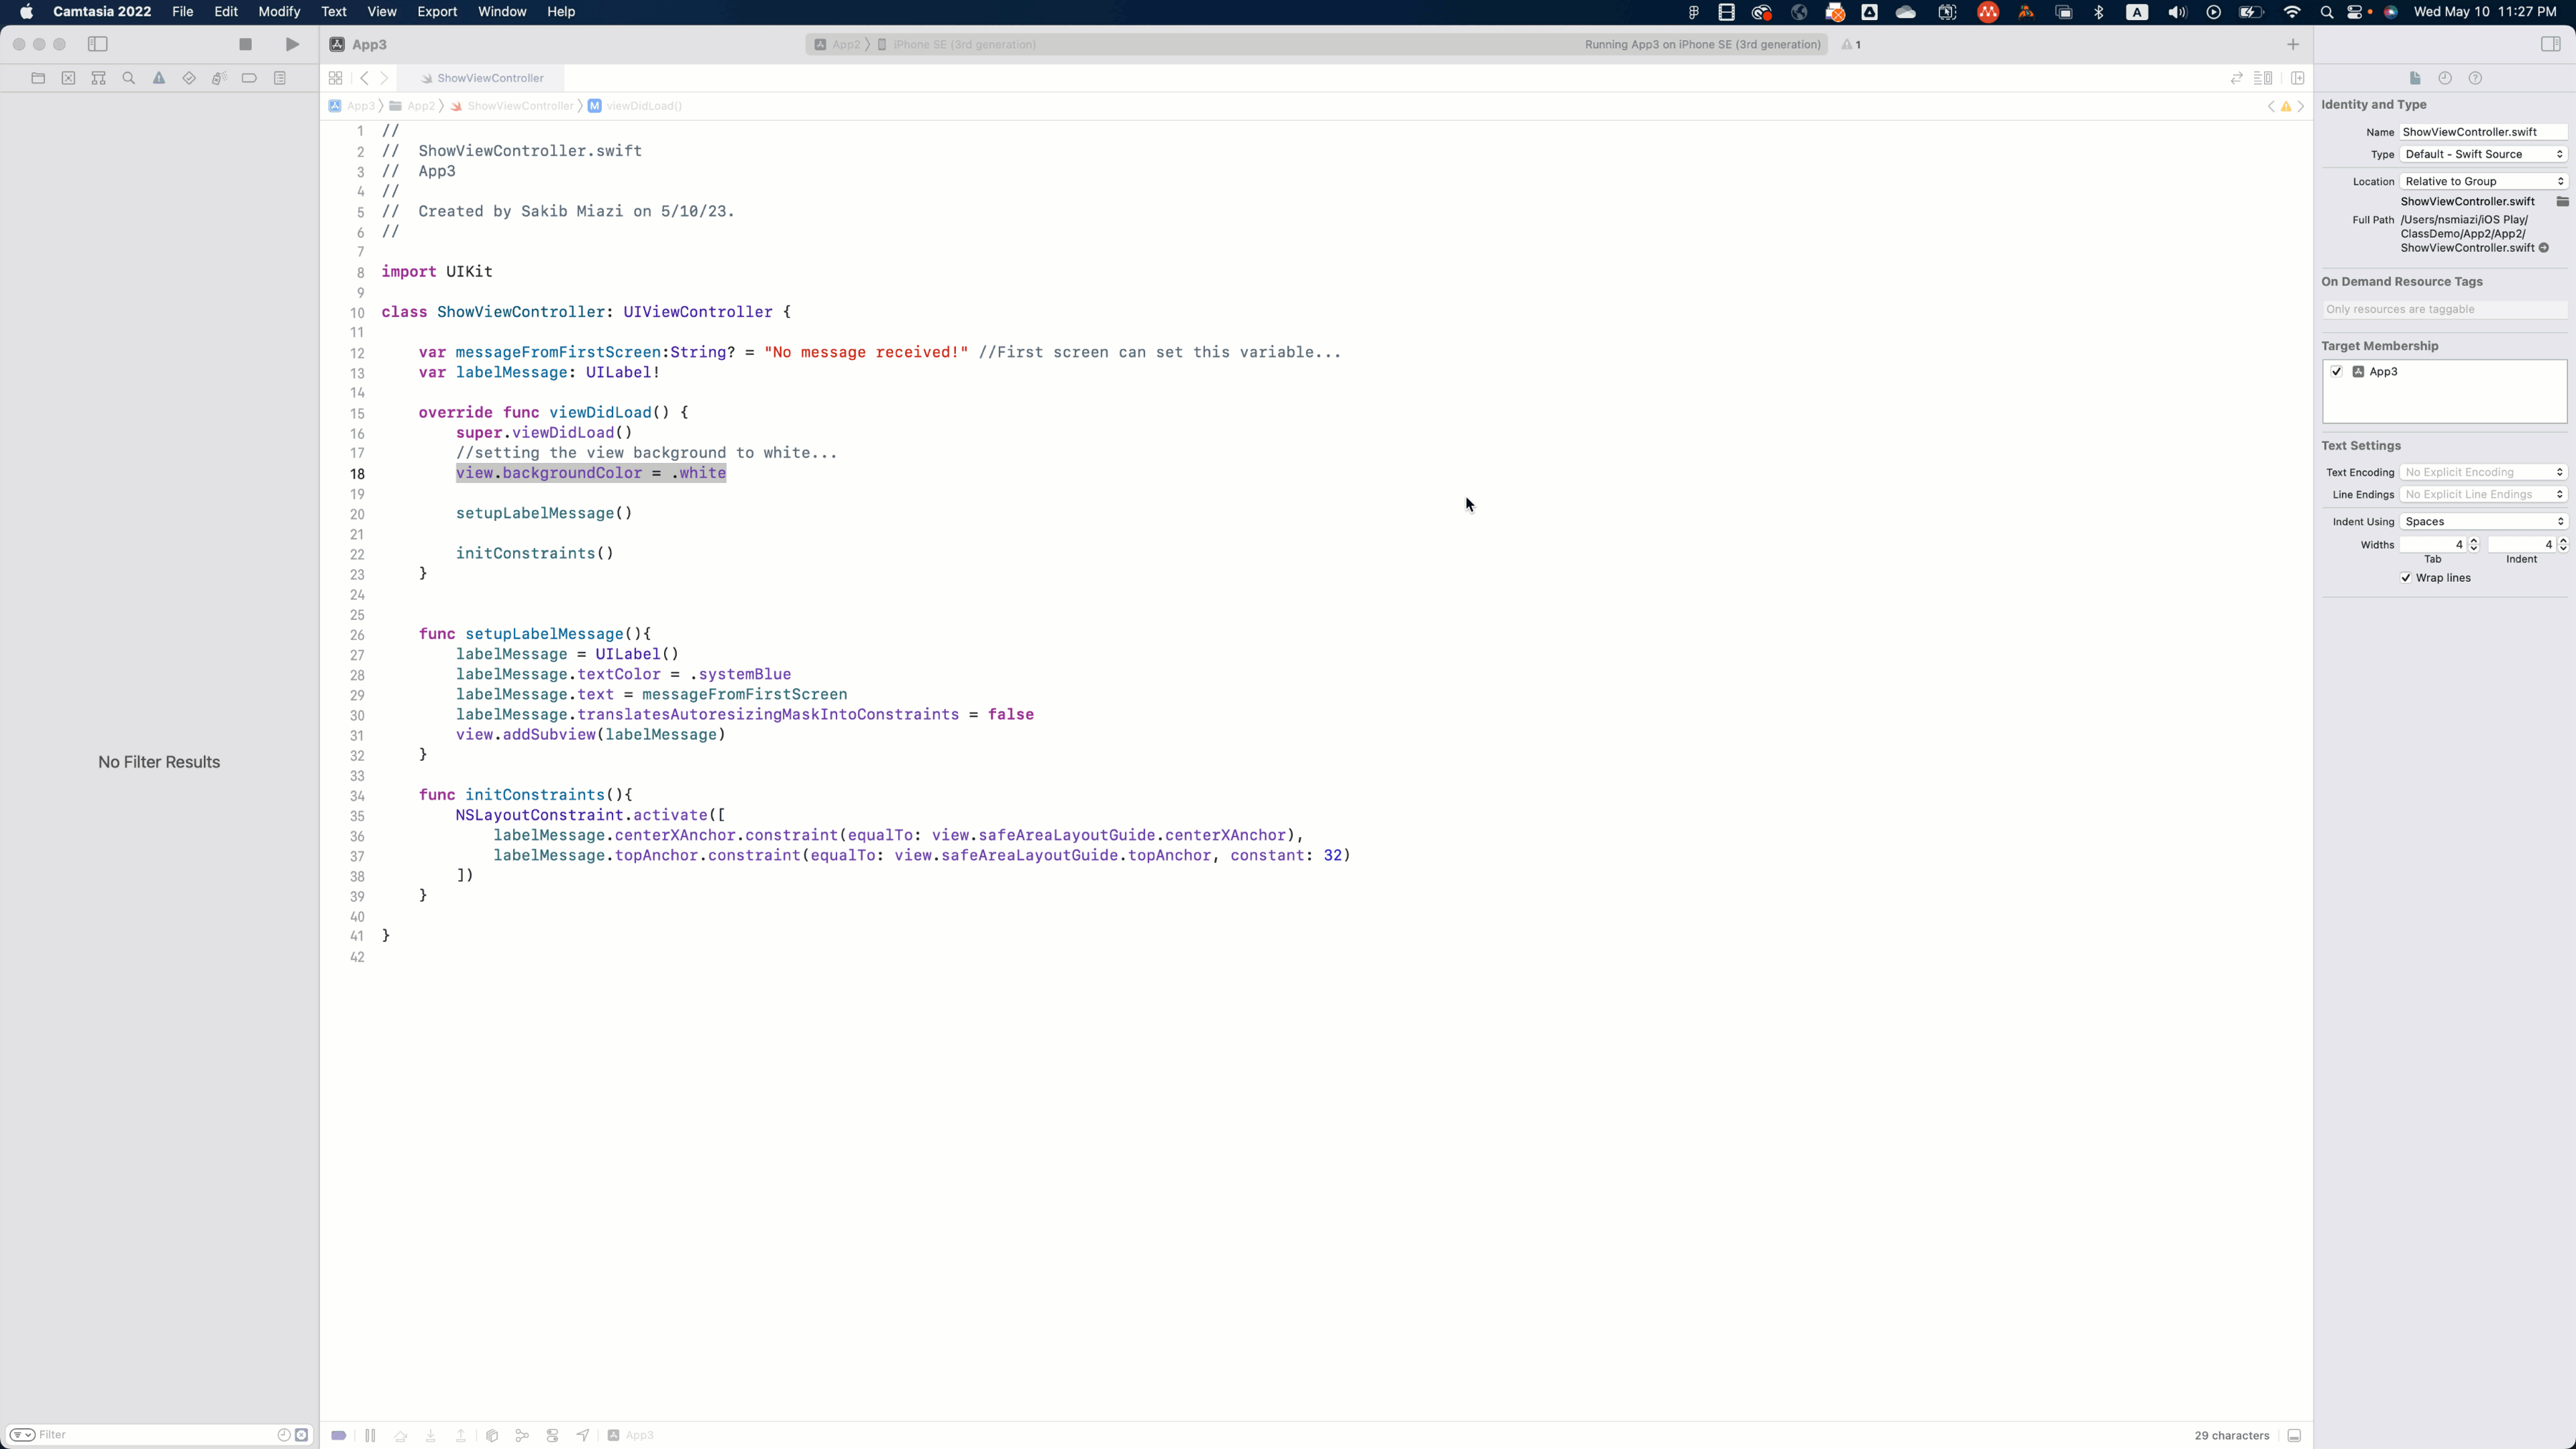 Camtasia 2022 File Edit Modify Text View Export Window Help
A
Wed May 10 11:27 PM
App3
App2 〉 iPhone SE (3rd generation)
Running App3 on iPhone SE (3rd generation)
1
ShowViewController
App3 〉 App2 〉 ShowViewController 〉 M viewDidLoad()
1 //
2 //  ShowViewController.swift
3 //  App3
4 //
5 //  Created by Sakib Miazi on 5/10/23.
6 //
7
8 import UIKit
9
10 class ShowViewController: UIViewController {
11
12     var messageFromFirstScreen:String? = "No message received!" //First screen can set this variable...
13     var labelMessage: UILabel!
14
15     override func viewDidLoad() {
16         super.viewDidLoad()
17         //setting the view background to white...
18         view.backgroundColor = .white
19
20         setupLabelMessage()
21
22         initConstraints()
23     }
24
25
26     func setupLabelMessage(){
27         labelMessage = UILabel()
28         labelMessage.textColor = .systemBlue
29         labelMessage.text = messageFromFirstScreen
30         labelMessage.translatesAutoresizingMaskIntoConstraints = false
31         view.addSubview(labelMessage)
32     }
33
34     func initConstraints(){
35         NSLayoutConstraint.activate([
36             labelMessage.centerXAnchor.constraint(equalTo: view.safeAreaLayoutGuide.centerXAnchor),
37             labelMessage.topAnchor.constraint(equalTo: view.safeAreaLayoutGuide.topAnchor, constant: 32)
38         ])
39     }
40
41 }
42
No Filter Results
Filter
App3
29 characters
Identity and Type
Name ShowViewController.swift
Type Default - Swift Source
Location Relative to Group
ShowViewController.swift
Full Path /Users/nsmiazi/iOS Play/
ClassDemo/App2/App2/
ShowViewController.swift
On Demand Resource Tags
Only resources are taggable
Target Membership
App3
Text Settings
Text Encoding No Explicit Encoding
Line Endings No Explicit Line Endings
Indent Using Spaces
Widths 4 4
Tab Indent
Wrap lines